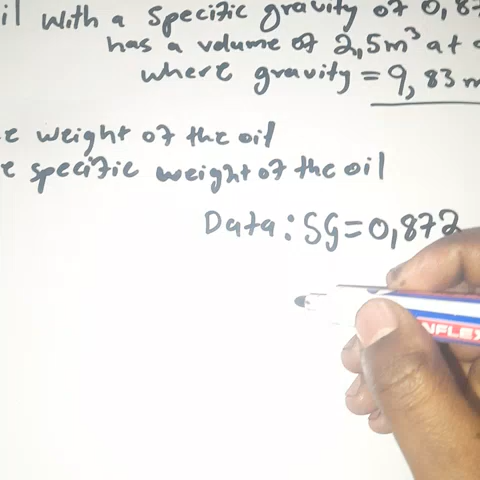 il with a specific gravity of 0,87
has a volume of 2,5m³ at
where gravity = 9,83 m
e weight of the oil
e specific weight of the oil
Data: SG=0,872
NFLEX